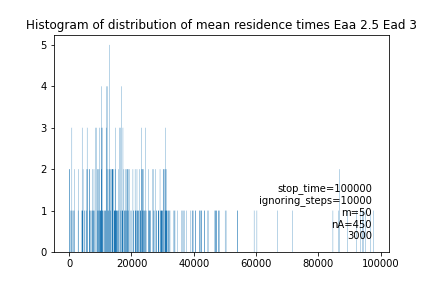 Histogram of distribution of mean residence times Eaa 2.5 Ead 3
5
4
3
2
1
0
stop_time=100000
ignoring_steps=10000
m=50
nA=450
3000
0 20000 40000 60000 80000 100000